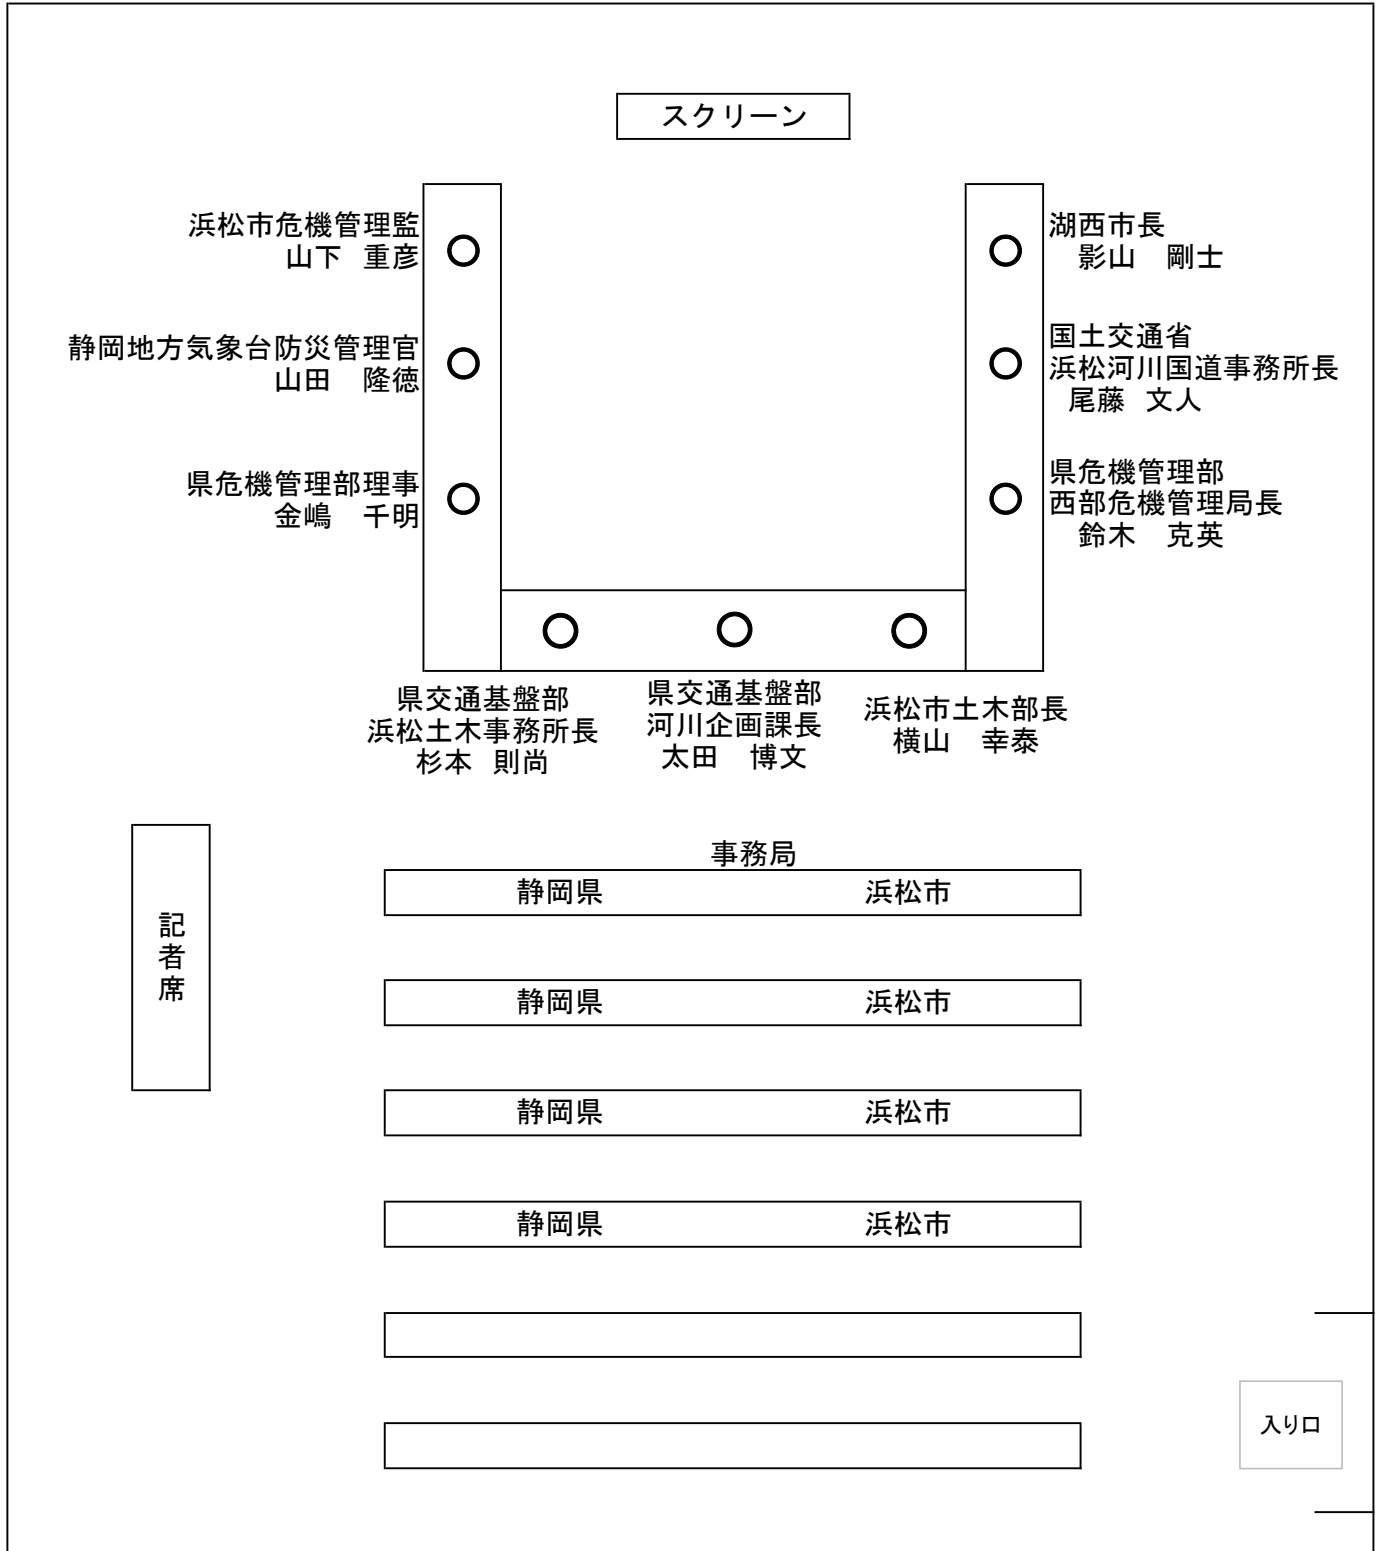 スクリーン
浜松市危機管理監
山下　重彦
静岡地方気象台防災管理官
山田　隆徳
県危機管理部理事
金嶋　千明
湖西市長
影山　剛士
国土交通省
浜松河川国道事務所長
尾藤　文人
県危機管理部
西部危機管理局長
鈴木　克英
県交通基盤部
浜松土木事務所長
杉本　則尚
県交通基盤部
河川企画課長
太田　博文
浜松市土木部長
横山　幸泰
記者席
事務局
静岡県　浜松市
静岡県　浜松市
静岡県　浜松市
静岡県　浜松市
入り口